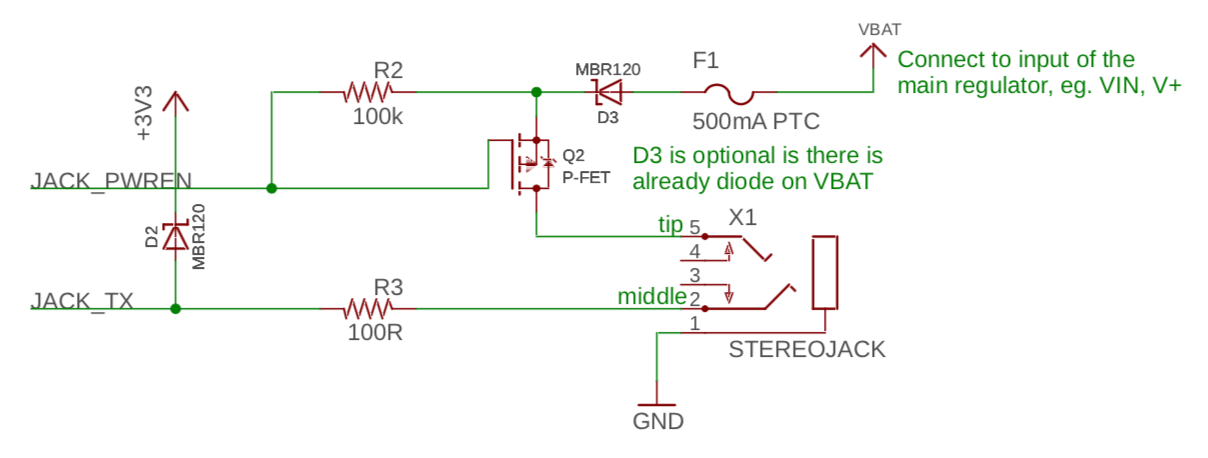 VBAT
Connect to input of the
main regulator, eg. VIN, V+
R2
100k
MBR120
D3
F1
500mA PTC
+3V3
D3 is optional is there is
already diode on VBAT
Q2
P-FET
JACK_PWREN
D2
MBR120
tip
5
X1
4
3
middle
2
1
JACK_TX
R3
100R
STEREOJACK
GND